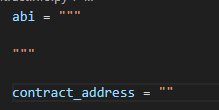 abi = """
"""
contract_address = ""